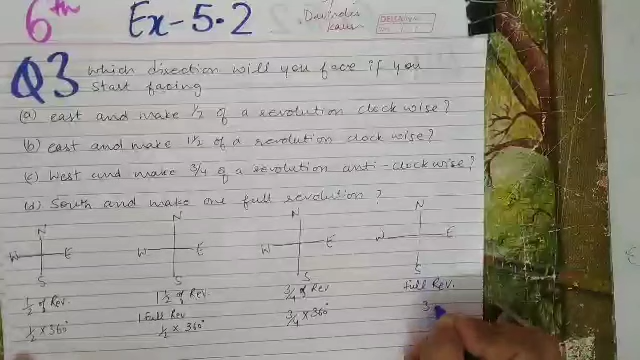 6th Ex-5.2
Davinder Kaur
Q3 which direction will you face if you
start facing
(a) east and make 1/2 of a revolution clockwise?
(b) east and make 1 1/2 of a revolution clockwise?
(c) West and make 3/4 of a revolution anti-clockwise?
(d) South and make one full revolution?
N N N N
W E W E W E W E
S S S S
1/2 of Rev. 1 1/2 of Rev 3/4 of Rev Full Rev.
1 Full Rev
1/2 x 360° 1/2 x 360° 3/4 x 360° 3